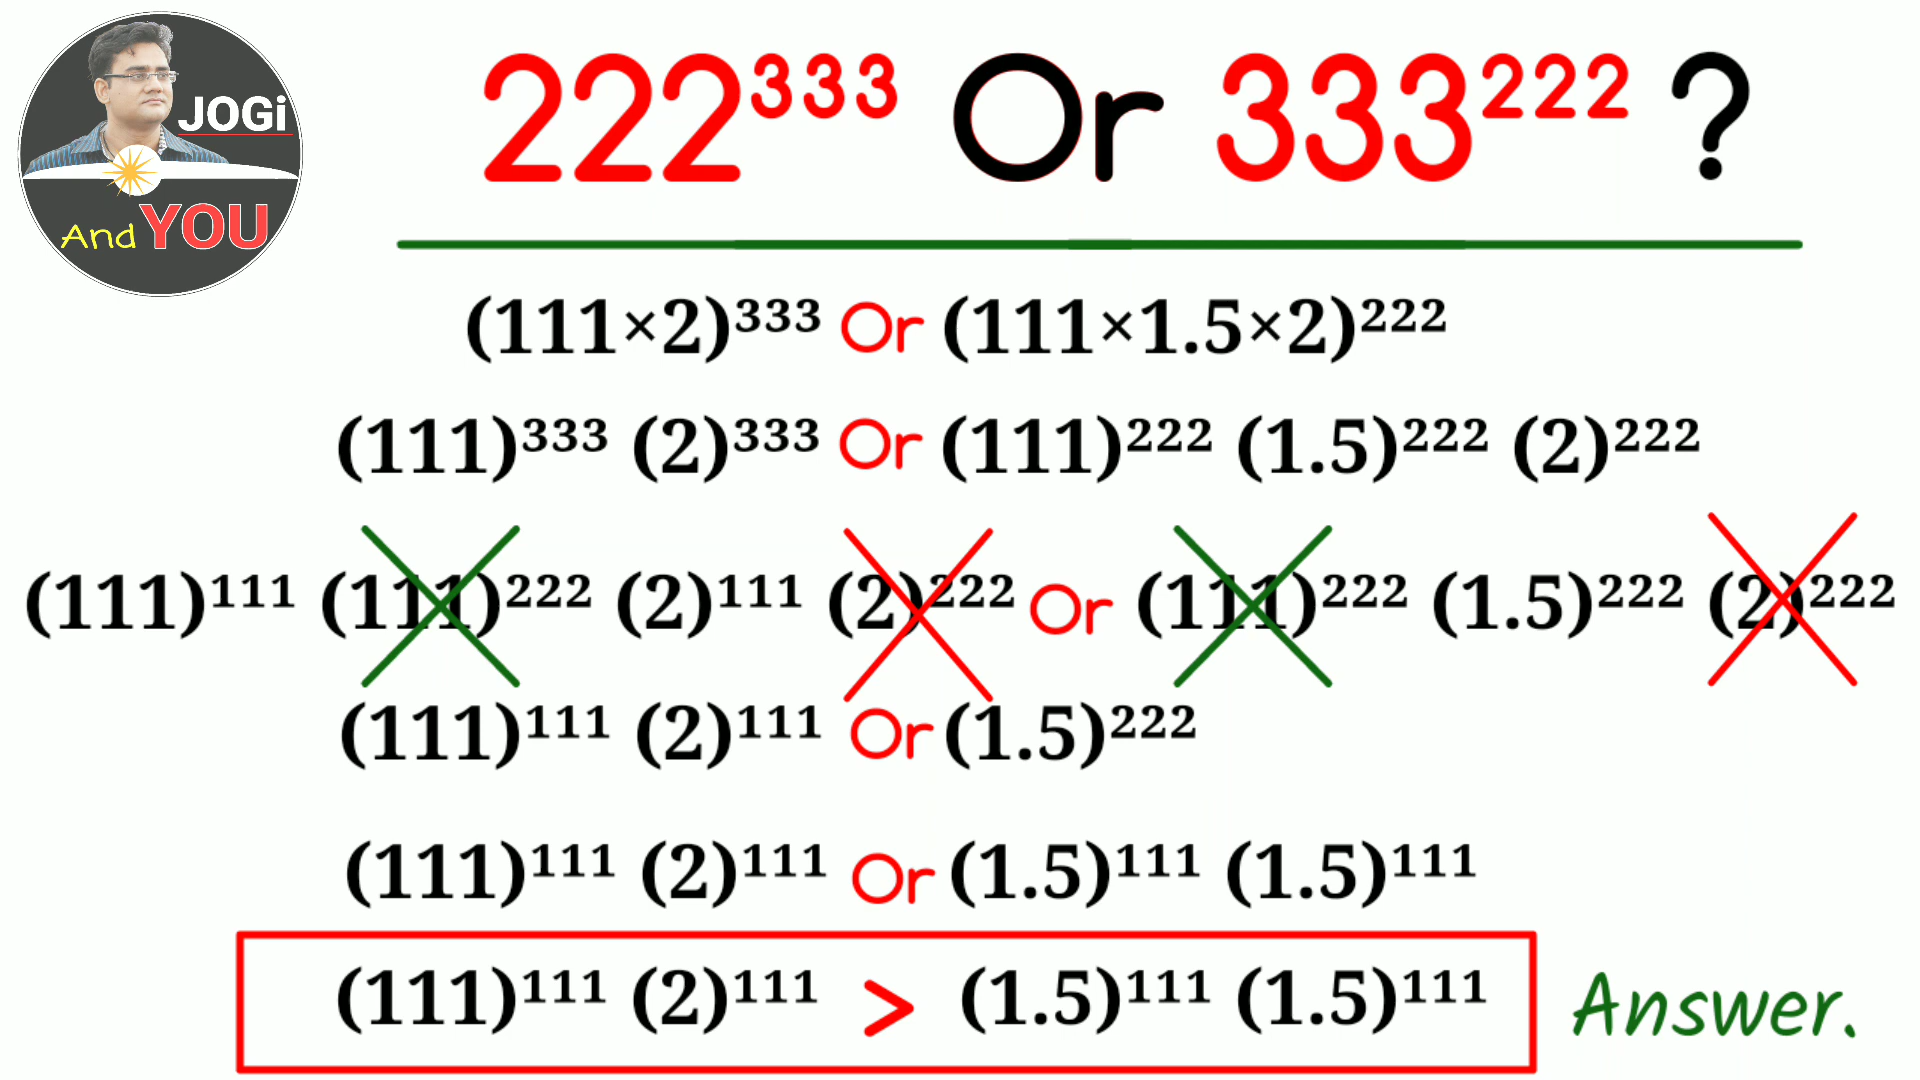 JOGi
And YOU
222³³³ Or 333²²² ?
(111×2)³³³ Or (111×1.5×2)²²²
(111)³³³ (2)³³³ Or (111)²²² (1.5)²²² (2)²²²
(111)¹¹¹ (111)²²² (2)¹¹¹ (2)²²² Or (111)²²² (1.5)²²² (2)²²²
(111)¹¹¹ (2)¹¹¹ Or (1.5)²²²
(111)¹¹¹ (2)¹¹¹ Or (1.5)¹¹¹ (1.5)¹¹¹
(111)¹¹¹ (2)¹¹¹ > (1.5)¹¹¹ (1.5)¹¹¹ Answer.